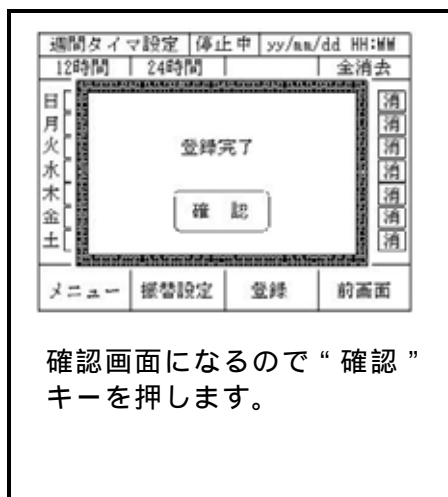 週間タイマ設定 停止中 yy/mm/dd HH:MM
12時間 24時間 全消去
日 消
月 消
火 消
水 消
木 消
金 消
土 消
登録完了
確 認
メニュー 振替設定 登録 前画面
確認画面になるので“確認”
キーを押します。